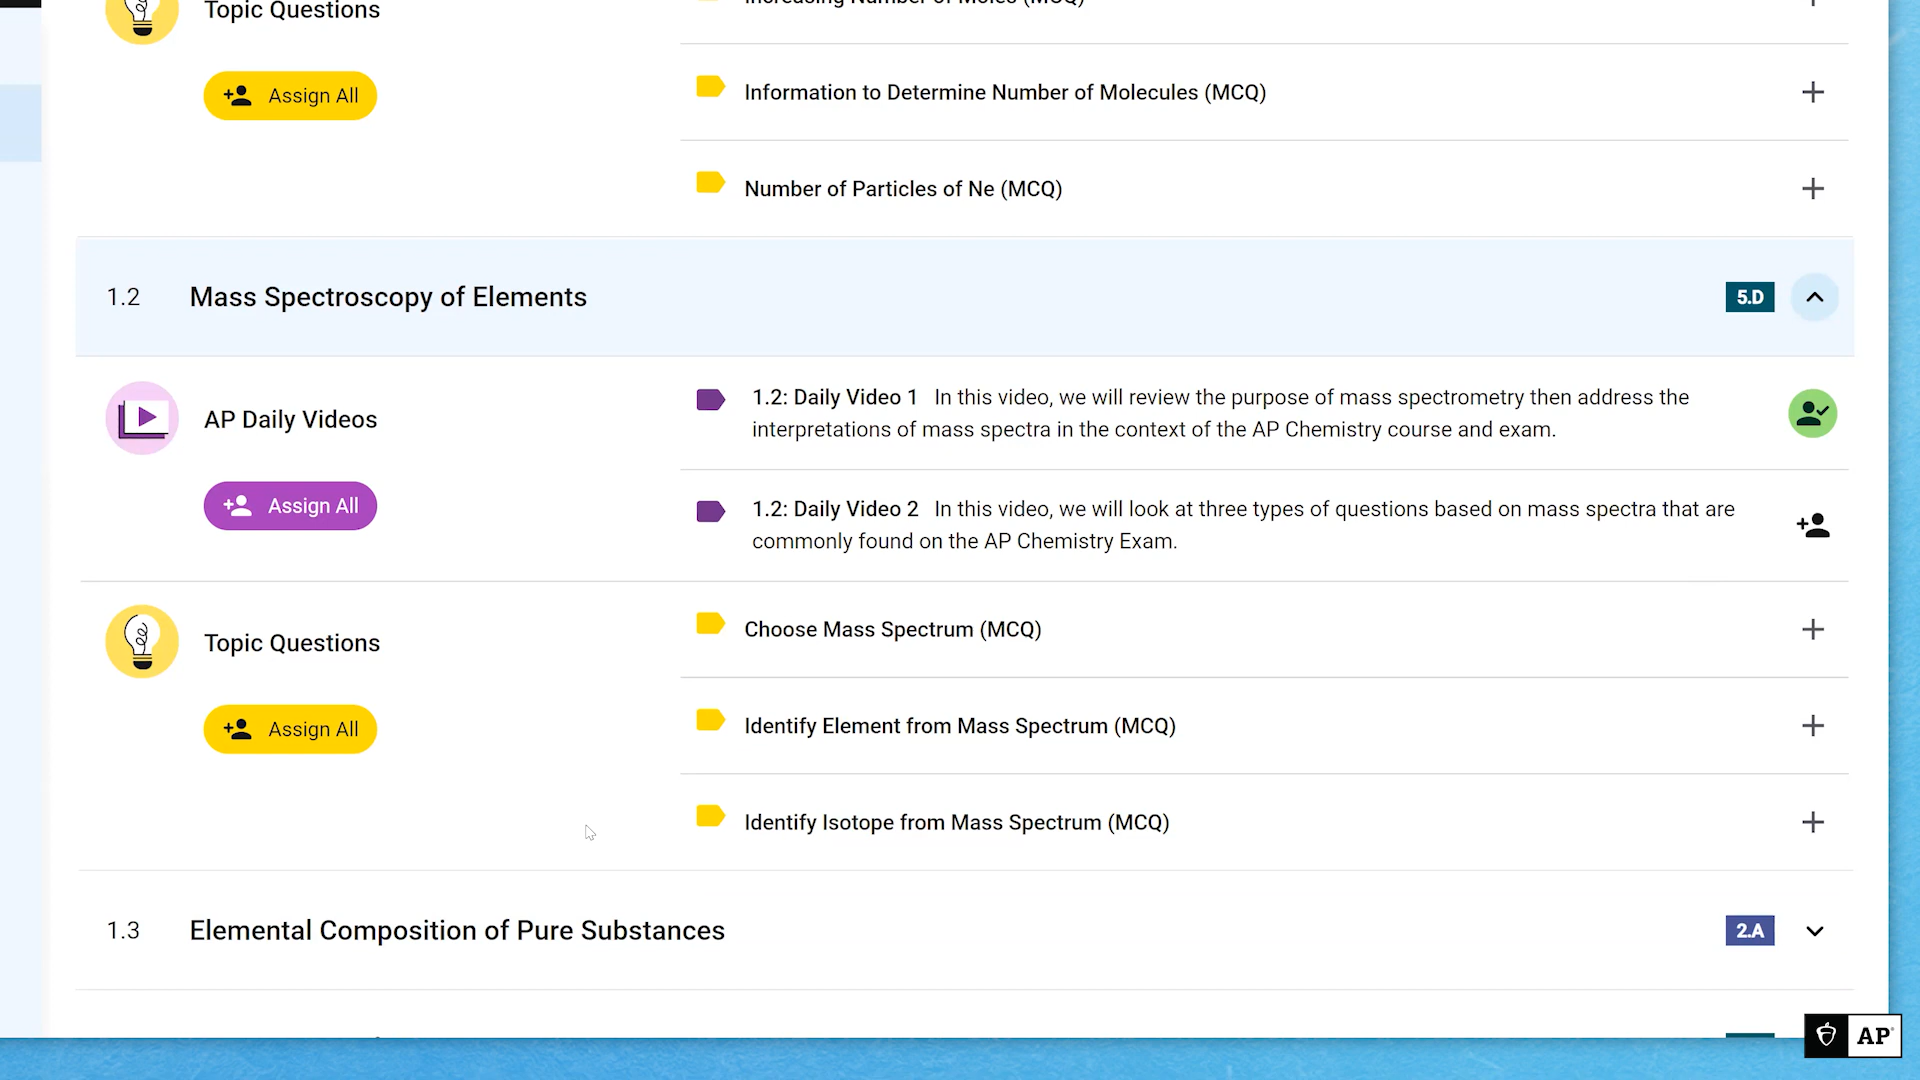 Topic Questions
Increasing Number of Moles (MCQ)
Assign All
Information to Determine Number of Molecules (MCQ)
Number of Particles of Ne (MCQ)
1.2 Mass Spectroscopy of Elements 5.D
AP Daily Videos
Assign All
1.2: Daily Video 1 In this video, we will review the purpose of mass spectrometry then address the
interpretations of mass spectra in the context of the AP Chemistry course and exam.
1.2: Daily Video 2 In this video, we will look at three types of questions based on mass spectra that are
commonly found on the AP Chemistry Exam.
Topic Questions
Assign All
Choose Mass Spectrum (MCQ)
Identify Element from Mass Spectrum (MCQ)
Identify Isotope from Mass Spectrum (MCQ)
1.3 Elemental Composition of Pure Substances 2.A
AP